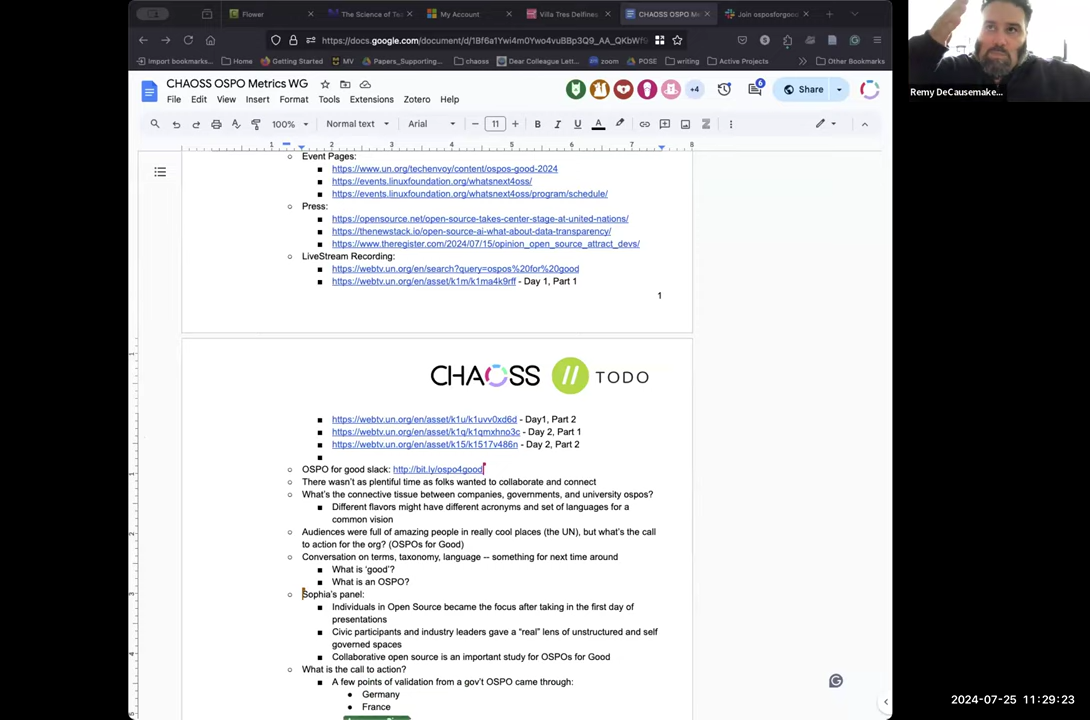 Flower
The Science of Te
My Account
Villa Tres Delfines
CHAOSS OSPO M
Join osposforgood
https://docs.google.com/document/d/1Bf6a1Ywi4m0Ywo4vuBBp3Q9_AA_QKbWf
Import bookmarks...
Home
Getting Started
MV
Papers_Supporting...
chaoss
Dear Colleague Lett...
zoom
POSE
writing
Active Projects
Other Bookmarks
Remy DeCausemake...
CHAOSS OSPO Metrics WG
File Edit View Insert Format Tools Extensions Zotero Help
+4
6
Share
100%
Normal text
Arial
11
B I U A
1 2 3 4 5 6 7 8
Event Pages:
https://www.un.org/techenvoy/content/ospos-good-2024
https://events.linuxfoundation.org/whatsnext4oss/
https://events.linuxfoundation.org/whatsnext4oss/program/schedule/
Press:
https://opensource.net/open-source-takes-center-stage-at-united-nations/
https://thenewstack.io/open-source-ai-what-about-data-transparency/
https://www.theregister.com/2024/07/15/opinion_open_source_attract_devs/
LiveStream Recording:
https://webtv.un.org/en/search?query=ospos%20for%20good
https://webtv.un.org/en/asset/k1m/k1ma4k9rff - Day 1, Part 1
1
CHAOSS // TODO
https://webtv.un.org/en/asset/k1u/k1uvv0xd6d - Day1, Part 2
https://webtv.un.org/en/asset/k1q/k1qmxhno3c - Day 2, Part 1
https://webtv.un.org/en/asset/k15/k1517v486n - Day 2, Part 2
OSPO for good slack: http://bit.ly/ospo4good
There wasn't as plentiful time as folks wanted to collaborate and connect
What's the connective tissue between companies, governments, and university ospos?
Different flavors might have different acronyms and set of languages for a
common vision
Audiences were full of amazing people in really cool places (the UN), but what's the call
to action for the org? (OSPOs for Good)
Conversation on terms, taxonomy, language -- something for next time around
What is 'good'?
What is an OSPO?
Sophia's panel:
Individuals in Open Source became the focus after taking in the first day of
presentations
Civic participants and industry leaders gave a "real" lens of unstructured and self
governed spaces
Collaborative open source is an important study for OSPOs for Good
What is the call to action?
A few points of validation from a gov't OSPO came through:
Germany
France
2024-07-25 11:29:23